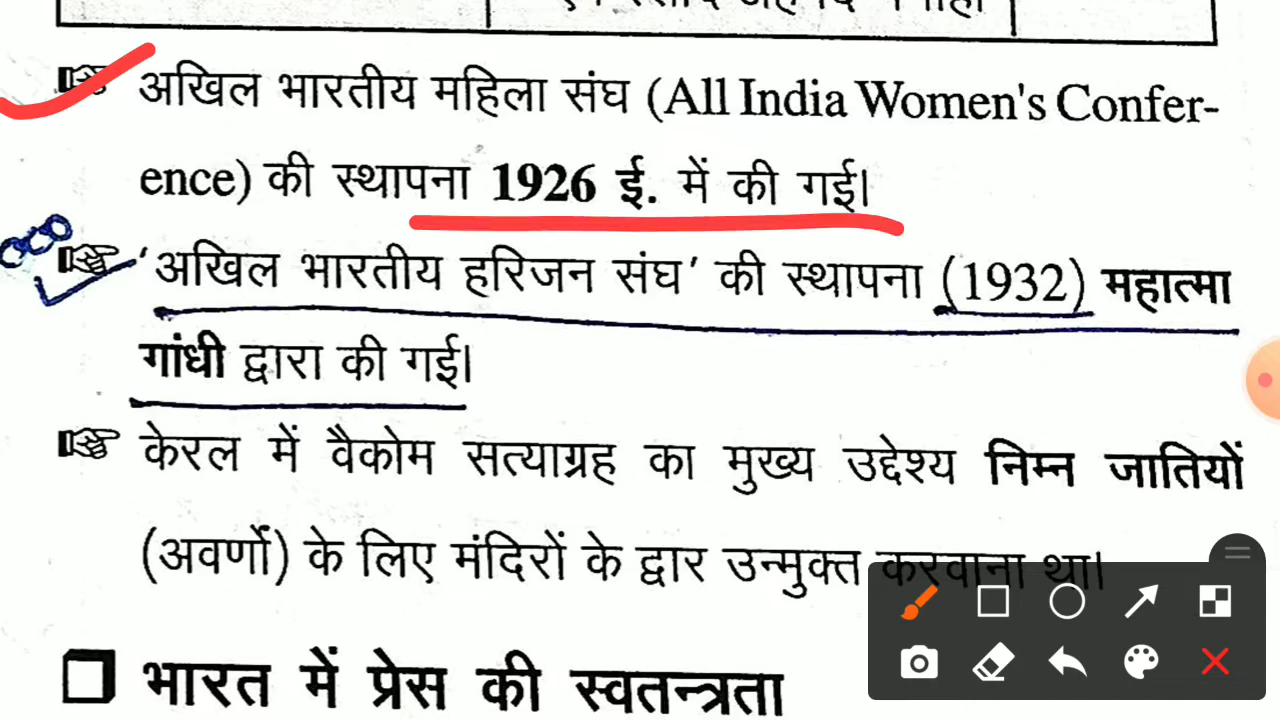 ☞ अखिल भारतीय महिला संघ (All India Women's Confer-
ence) की स्थापना 1926 ई. में की गई।
☞ 'अखिल भारतीय हरिजन संघ' की स्थापना (1932) महात्मा
गांधी द्वारा की गई।
☞ केरल में वैकोम सत्याग्रह का मुख्य उद्देश्य निम्न जातियों
(अवर्णो) के लिए मंदिरों के द्वार उन्मुक्त करवाना था।
❑ भारत में प्रेस की स्वतन्त्रता